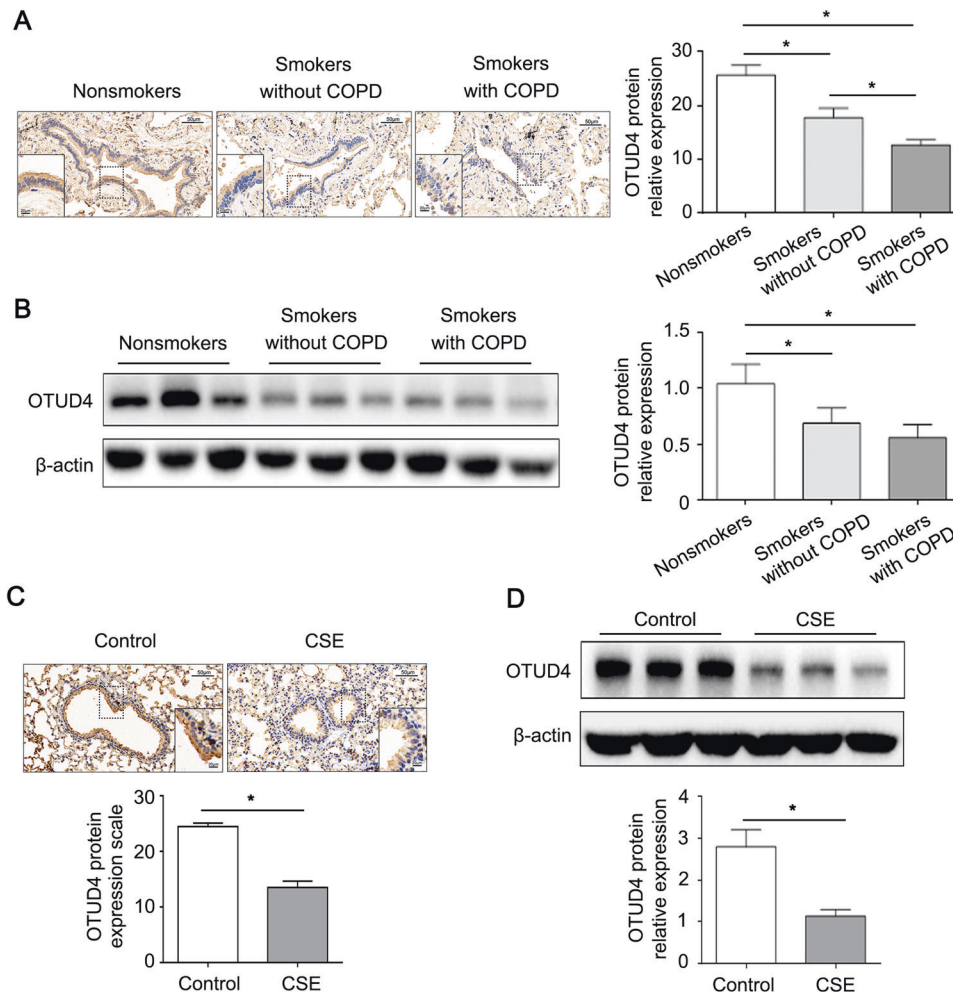 A
Nonsmokers
Smokers
without COPD
Smokers
with COPD
50μm
50μm
50μm
OTUD4 protein
relative expression
30
20
10
0
*
*
*
Nonsmokers
Smokers
without COPD
Smokers
with COPD
B
Nonsmokers
Smokers
without COPD
Smokers
with COPD
OTUD4
β-actin
OTUD4 protein
relative expression
1.5
1.0
0.5
0
*
*
Nonsmokers
Smokers
without COPD
Smokers
with COPD
C
Control
CSE
50μm
50μm
OTUD4 protein
expression scale
30
20
10
0
*
Control
CSE
D
Control
CSE
OTUD4
β-actin
OTUD4 protein
relative expression
4
3
2
1
0
*
Control
CSE